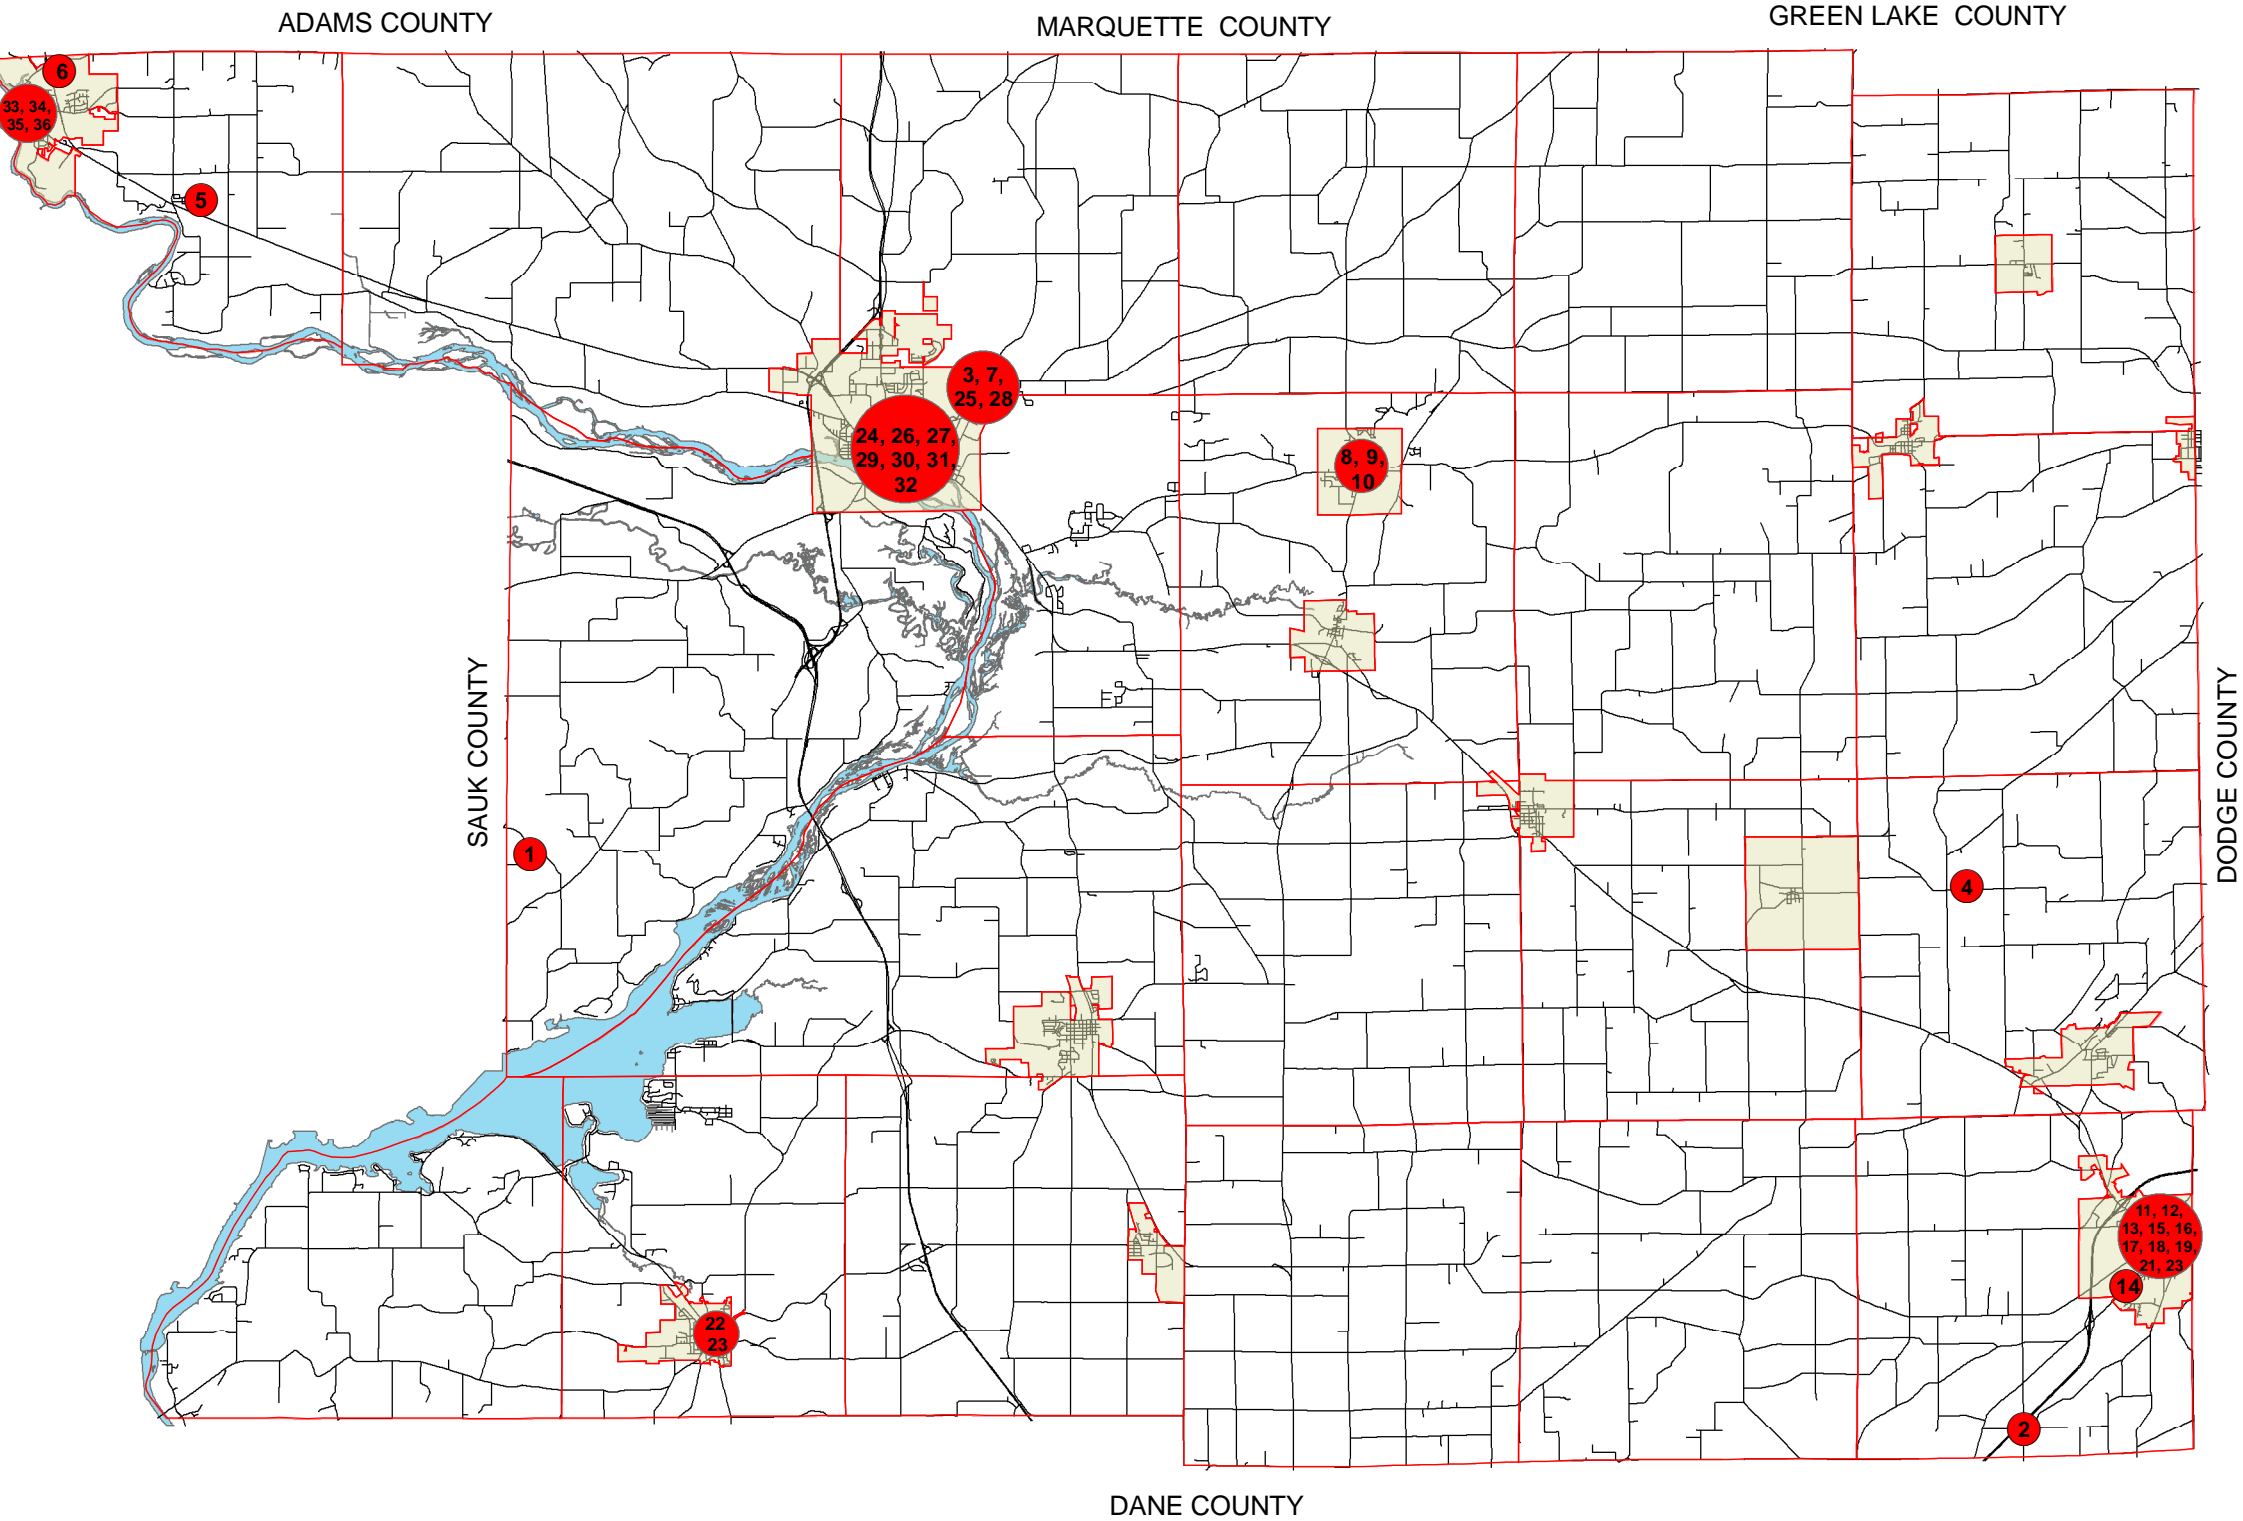 ADAMS COUNTY
MARQUETTE  COUNTY
GREEN LAKE  COUNTY
6
33, 34,
35, 36
5
3, 7,
25, 28
24, 26, 27,
29, 30, 31,
32
8, 9,
10
SAUK COUNTY
DODGE COUNTY
1
4
11, 12,
13, 15, 16,
17, 18, 19,
21, 23
14
22
23
2
DANE COUNTY